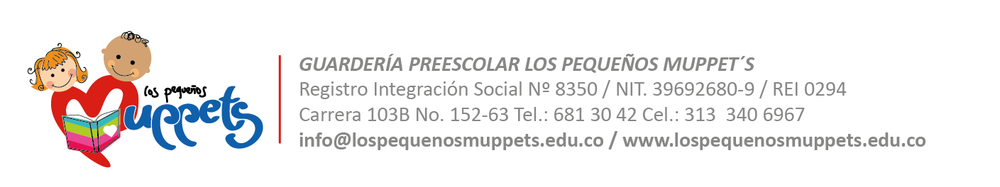 los pequeños
muppets
GUARDERÍA PREESCOLAR LOS PEQUEÑOS MUPPET´S
Registro Integración Social Nº 8350 / NIT. 39692680-9 / REI 0294
Carrera 103B No. 152-63 Tel.: 681 30 42 Cel.: 313  340 6967
info@lospequenosmuppets.edu.co / www.lospequenosmuppets.edu.co